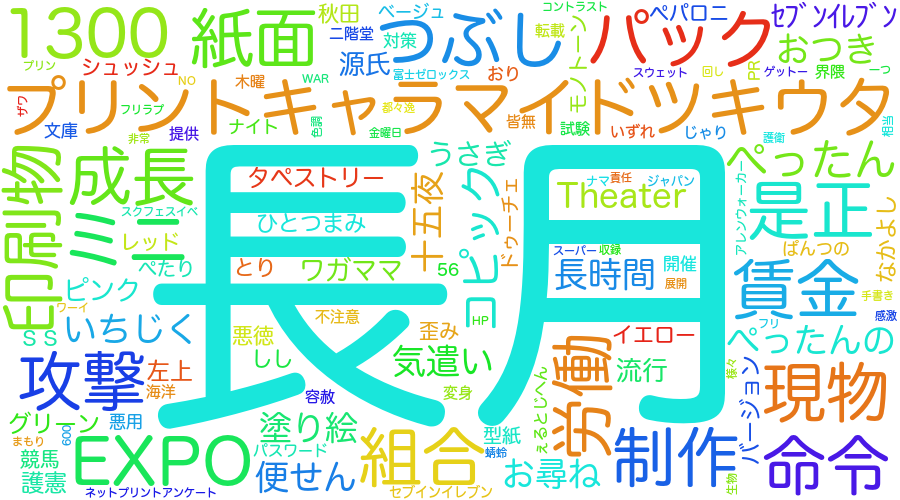 1300
紙面
つぶし
パック
ｾﾌﾞﾝｲﾚﾌﾞﾝ
秋田
ベージュ
コントラスト
ペパロニ
二階堂
対策
転載
おつき
源氏
モノトーン
プリン
シュッシュ
NO
木曜
WAR
富士ゼロックス
おり
スウェット
回し
PR
ゲットー
界隈
一つ
プリントキャラマイドツキウタ
ザワ
フリラプ
都々逸
文庫
非常
提供
ナイト
色調
金曜日
皆無
試験
いずれ
じゃり
護衛
相当
印刷物
成長
長月
うさぎ
ぺったん
タペストリー
十五夜
コピック
ドゥーチェ
ナマ
責任
ジャパン
Theater
是正
アレンウォーカー
なかよし
スクフェスイベ
ミニ
レッド
ひとつまみ
ぺたり
とり
ワガママ
56
スーパー
収録
ぱんつの
長時間
開催
展開
賃金
手書き
感激
ピンク
ワーイ
HP
ＳＳ
いちじく
悪徳
不注意
歪み
しし
気遣い
イエロー
フリ
ぺったんの
攻撃
左上
海洋
容赦
変身
労働
流行
様々
バージョン
現物
グリーン
悪用
塗り絵
えるとじへん
まもり
600
EXPO
パスワード
組合
型紙
蜻蛉
制作
命令
競馬
護憲
便せん
お尋ね
生物
ネットプリントアンケート
セブインイレブン